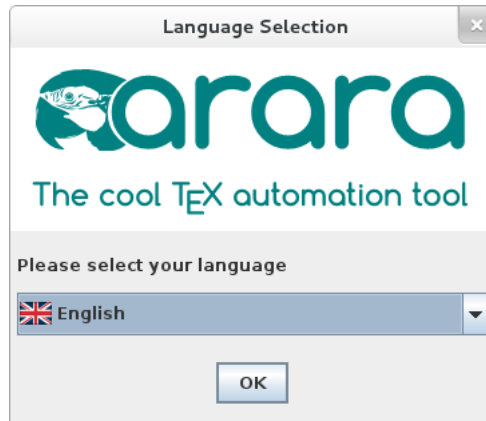 Language Selection
arara
The cool TEX automation tool
Please select your language
English
OK